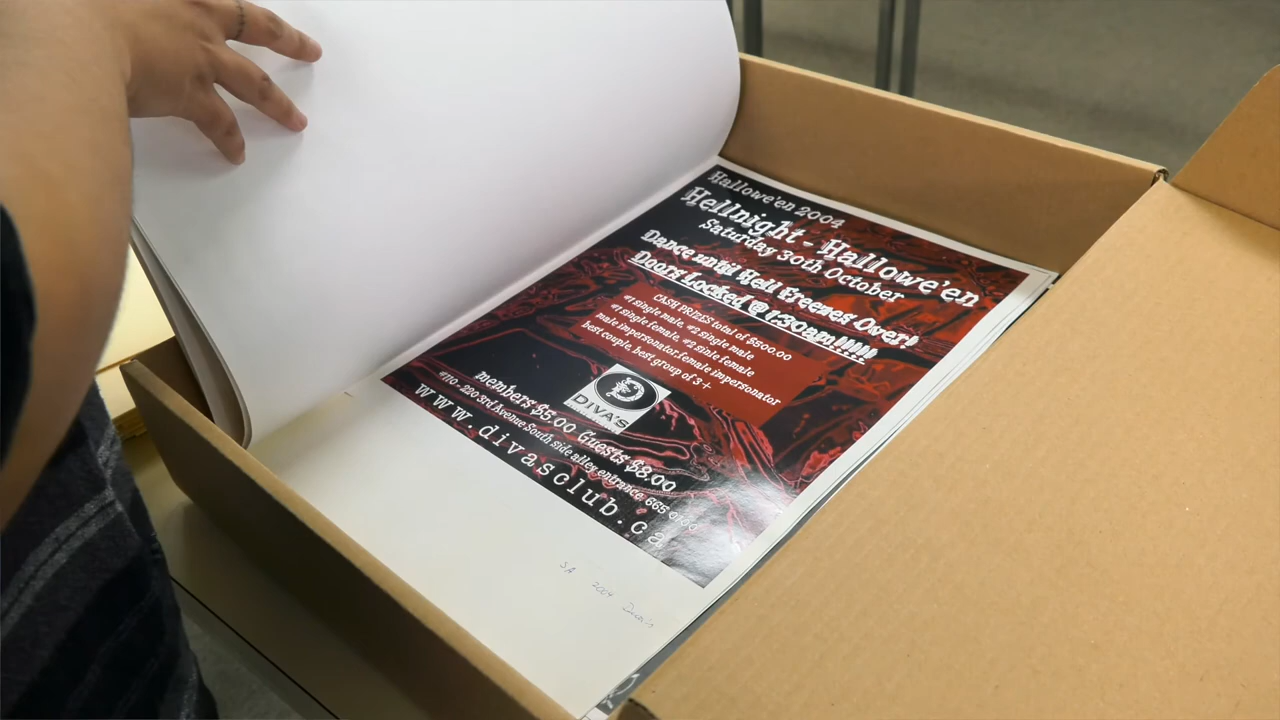 Hallowe'en 2004
Hellnight - Hallowe'en
Saturday 30th October
Dance until Hell Freezes Over!
Doors Locked @ 1:30am!!!!!
CASH PRIZES total of $500.00
#1 single male, #2 single male
#1 single female, #2 sinle female
male impersonator, female impersonator
best couple, best group of 3+
DIVA'S
members $5.00 Guests $8.00
#110 - 220 3rd Avenue South side alley entrance, 665 0100
www.divasclub.ca
SA 2004 Diva's